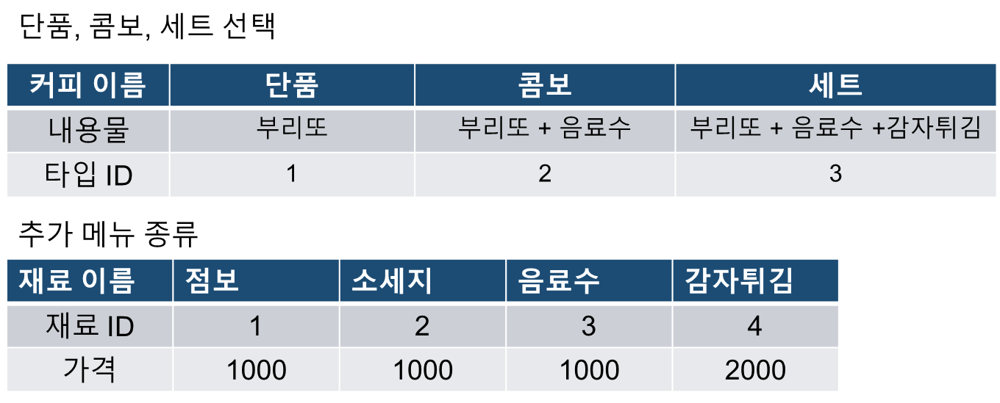 단품, 콤보, 세트 선택
커피 이름 단품 콤보 세트
내용물 부리또 부리또 + 음료수 부리또 + 음료수 +감자튀김
타입 ID 1 2 3
추가 메뉴 종류
재료 이름 점보 소세지 음료수 감자튀김
재료 ID 1 2 3 4
가격 1000 1000 1000 2000